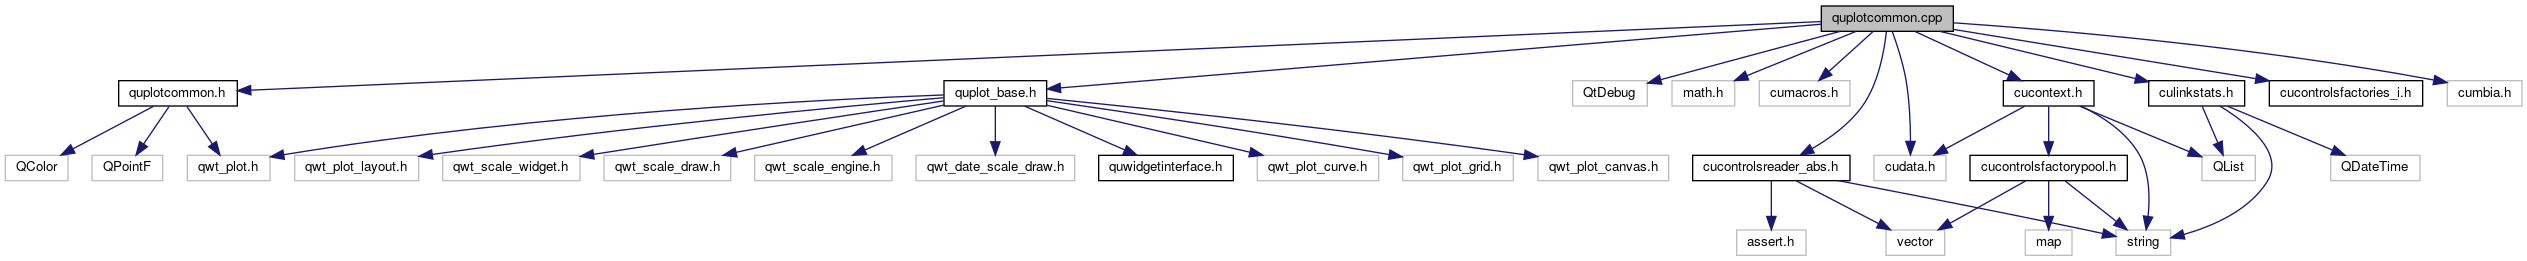 quplotcommon.cpp
quplotcommon.h
quplot_base.h
QtDebug
math.h
cumacros.h
cucontext.h
culinkstats.h
cucontrolsfactories_i.h
cumbia.h
QColor
QPointF
qwt_plot.h
qwt_plot_layout.h
qwt_scale_widget.h
qwt_scale_draw.h
qwt_scale_engine.h
qwt_date_scale_draw.h
quwidgetinterface.h
qwt_plot_curve.h
qwt_plot_grid.h
qwt_plot_canvas.h
cucontrolsreader_abs.h
cudata.h
cucontrolsfactorypool.h
QList
QDateTime
assert.h
vector
map
string